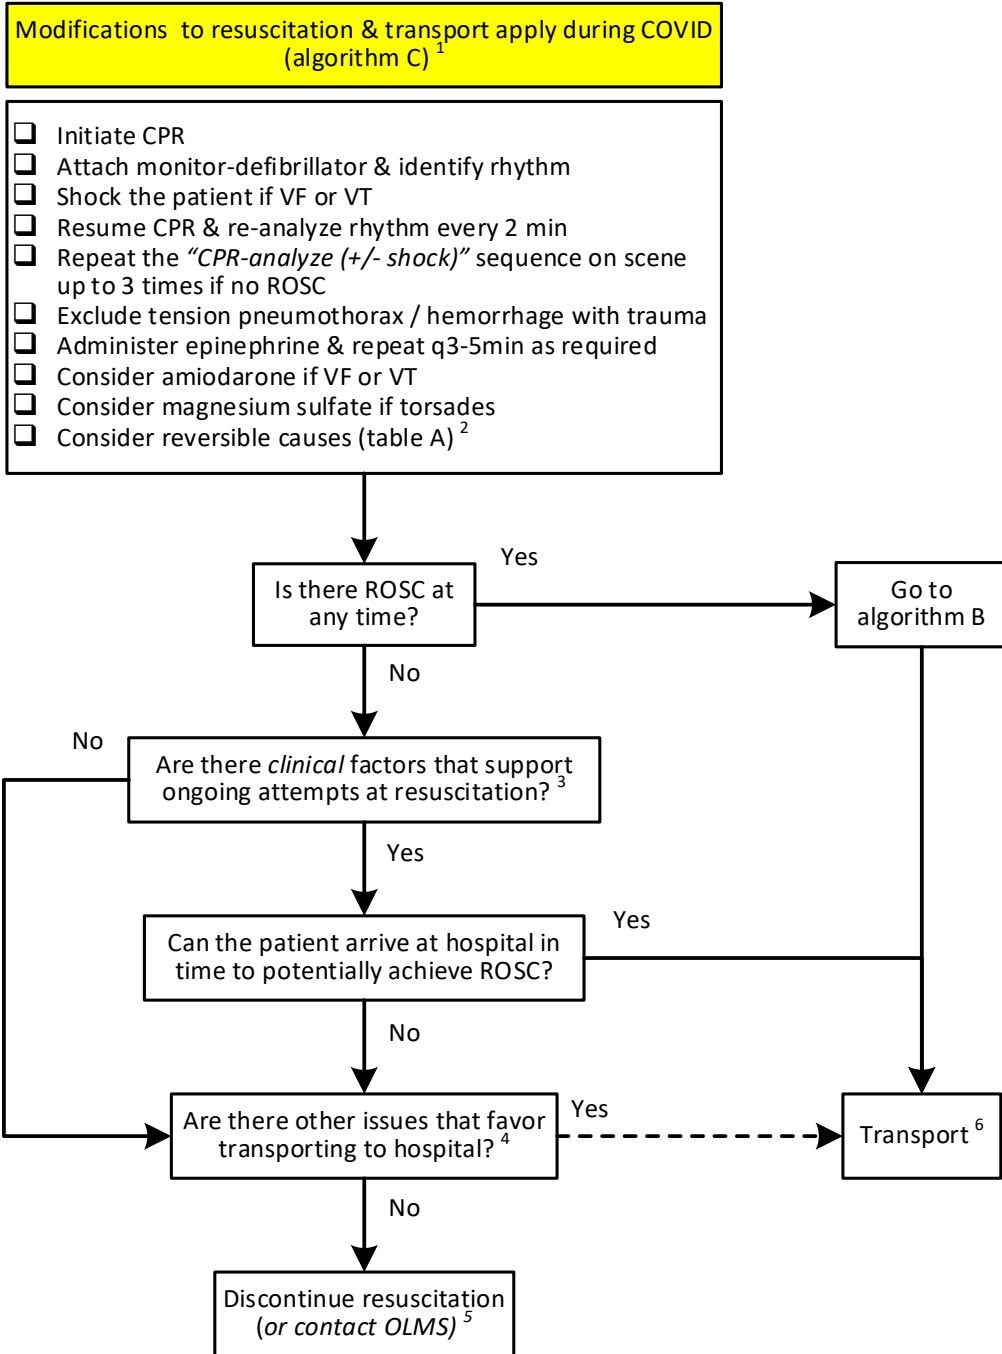 Modifications to resuscitation & transport apply during COVID
(algorithm C) 1
❑ Initiate CPR
❑ Attach monitor-defibrillator & identify rhythm
❑ Shock the patient if VF or VT
❑ Resume CPR & re-analyze rhythm every 2 min
❑ Repeat the “CPR-analyze (+/- shock)” sequence on scene
up to 3 times if no ROSC
❑ Exclude tension pneumothorax / hemorrhage with trauma
❑ Administer epinephrine & repeat q3-5min as required
❑ Consider amiodarone if VF or VT
❑ Consider magnesium sulfate if torsades
❑ Consider reversible causes (table A) 2
Is there ROSC at
any time?
Yes
Go to
algorithm B
No
Are there clinical factors that support
ongoing attempts at resuscitation? 3
No
Yes
Can the patient arrive at hospital in
time to potentially achieve ROSC?
Yes
No
Are there other issues that favor
transporting to hospital? 4
Yes
Transport 6
No
Discontinue resuscitation
(or contact OLMS) 5